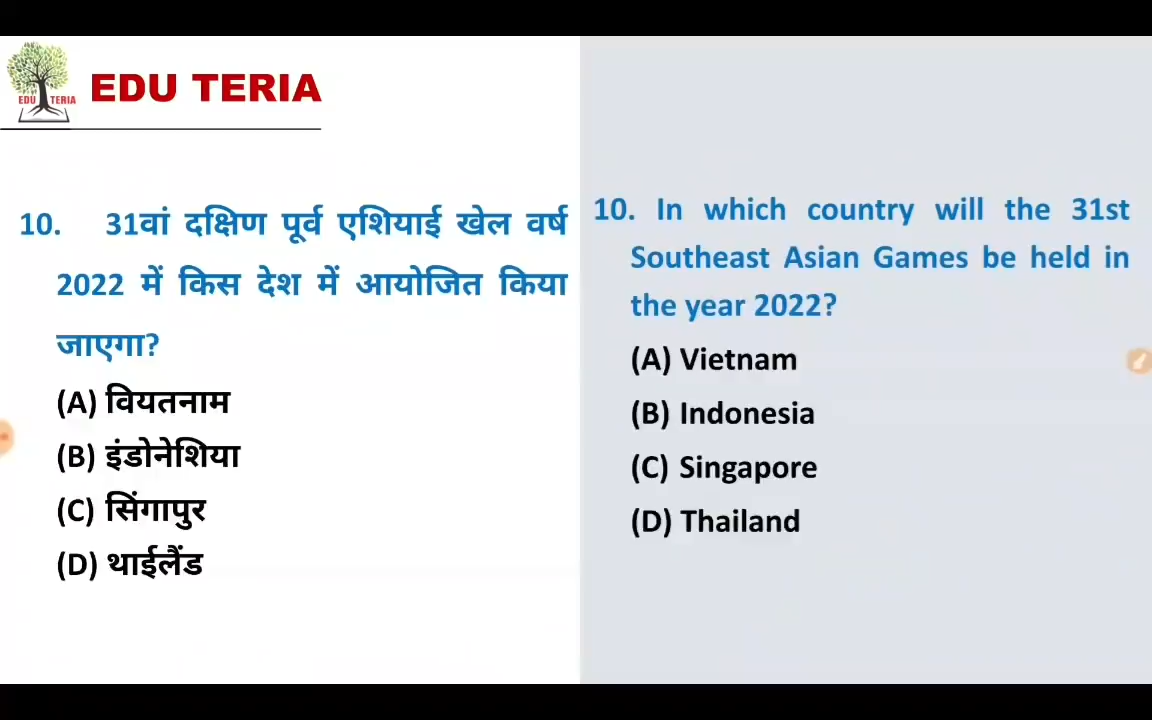 EDU TERIA
EDU TERIA
10. 31वां दक्षिण पूर्व एशियाई खेल वर्ष
2022 में किस देश में आयोजित किया
जाएगा?
(A) वियतनाम
(B) इंडोनेशिया
(C) सिंगापुर
(D) थाईलैंड
10. In which country will the 31st
Southeast Asian Games be held in
the year 2022?
(A) Vietnam
(B) Indonesia
(C) Singapore
(D) Thailand